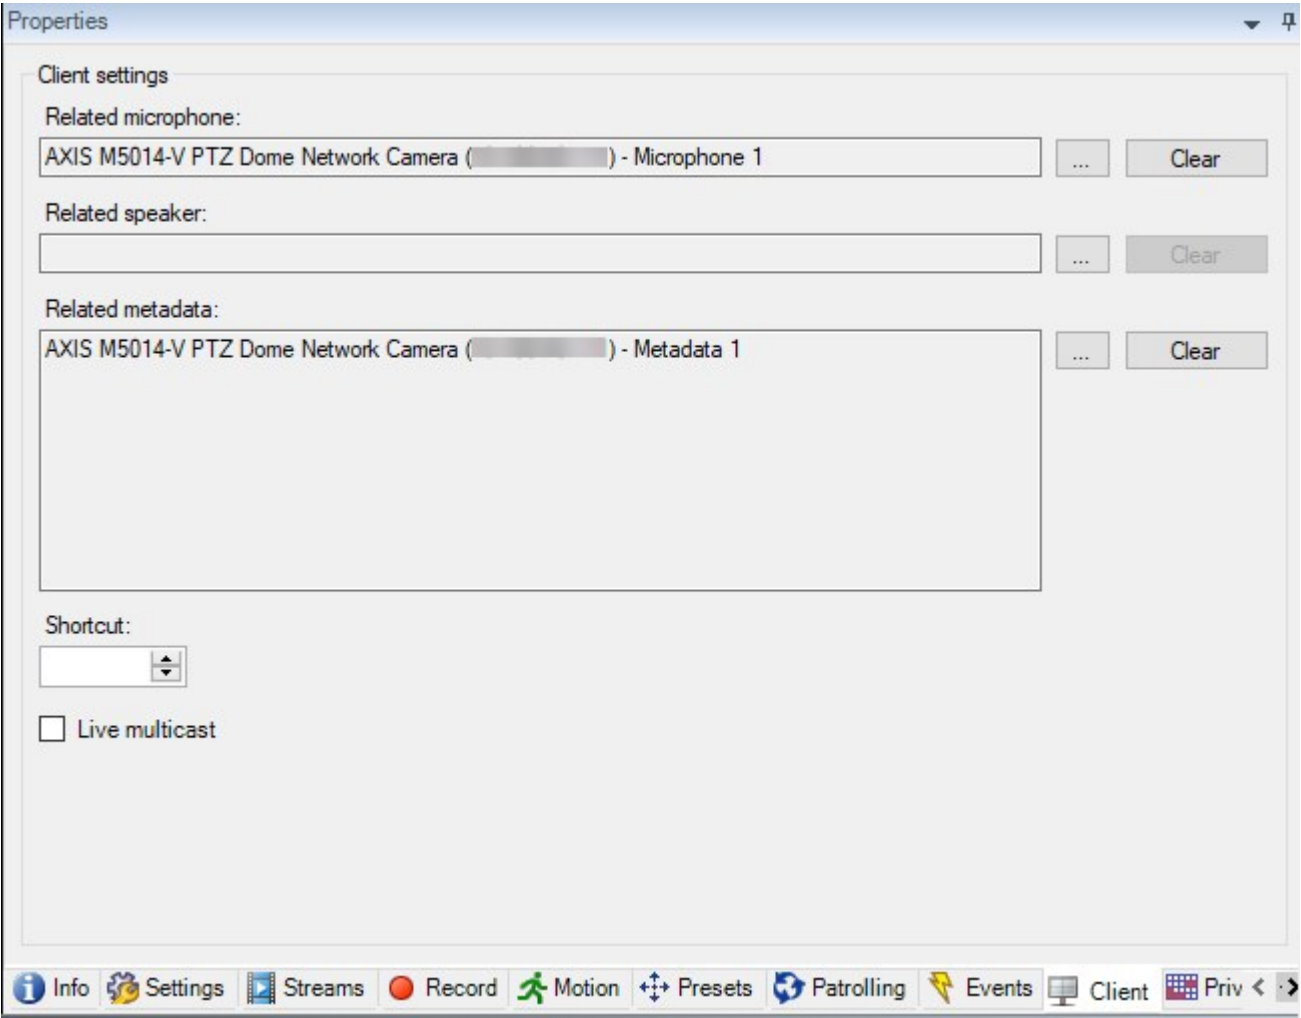 Properties
Client settings
Related microphone:
AXIS M5014-V PTZ Dome Network Camera ( ) - Microphone 1
... Clear
Related speaker:
... Clear
Related metadata:
AXIS M5014-V PTZ Dome Network Camera ( ) - Metadata 1
... Clear
Shortcut:
Live multicast
Info Settings Streams Record Motion Presets Patrolling Events Client Priv